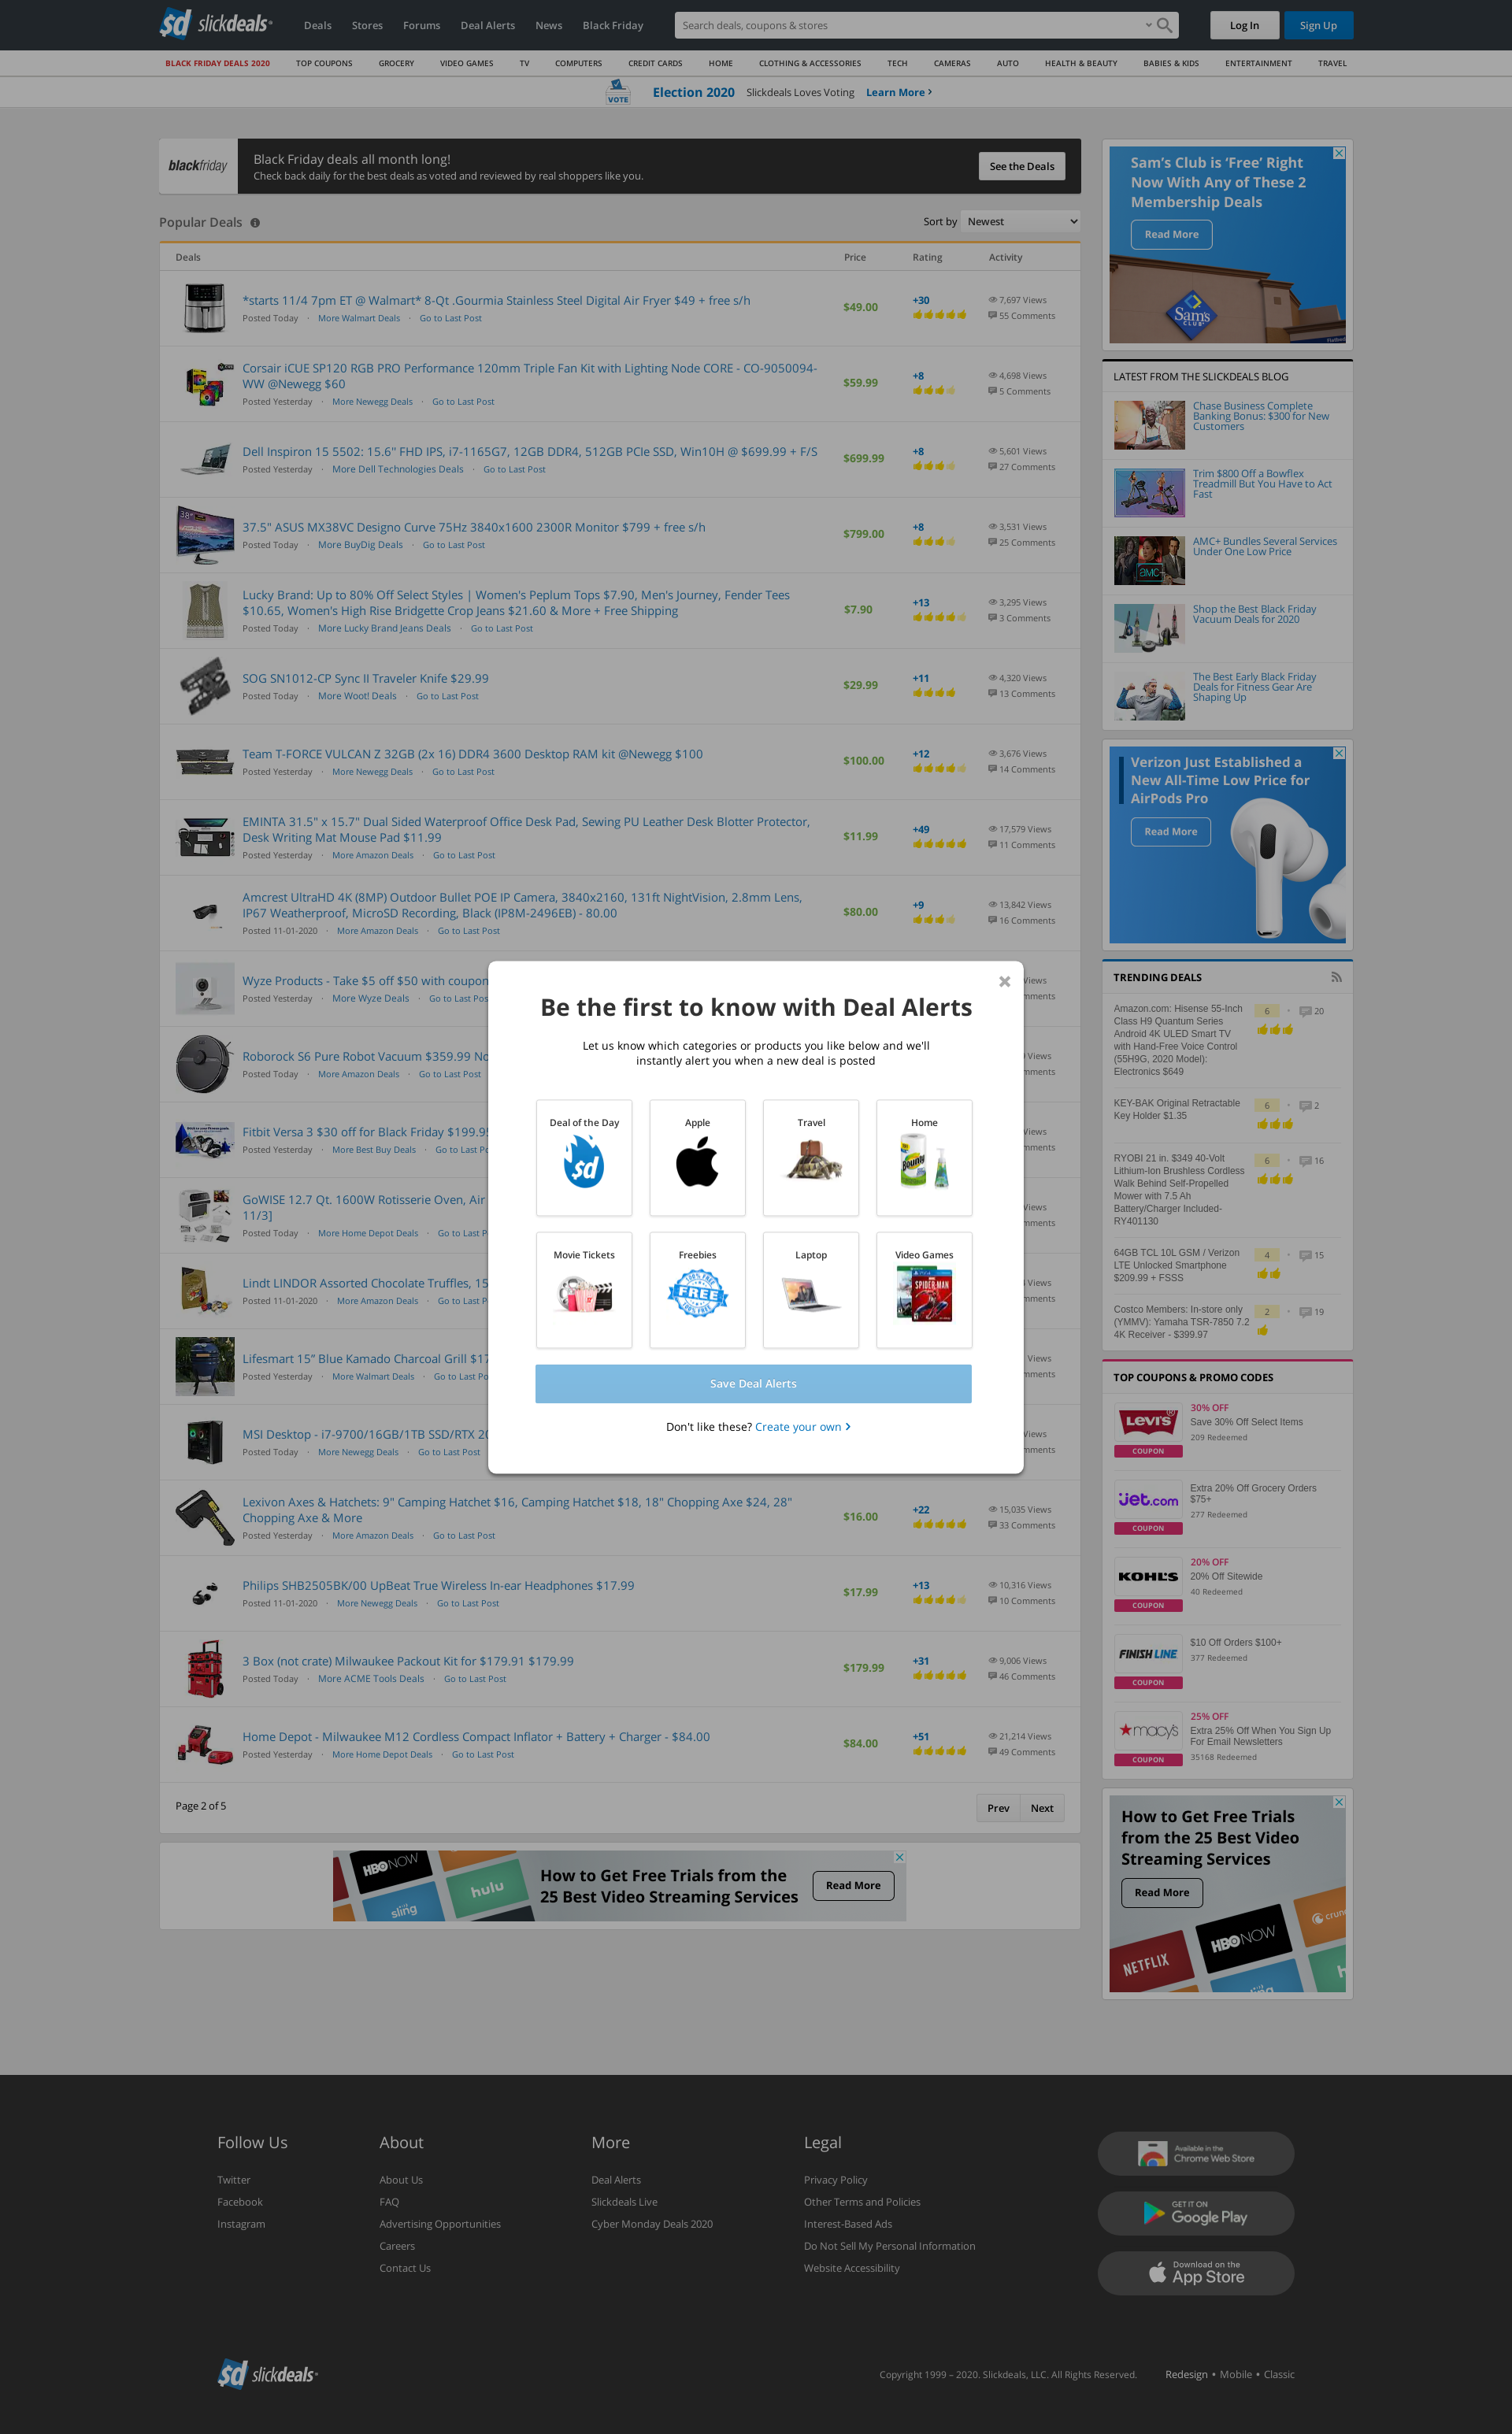 slickdeals
Deals Stores Forums Deal Alerts News Black Friday
Search deals, coupons & stores
Log In Sign Up
BLACK FRIDAY DEALS 2020 TOP COUPONS GROCERY VIDEO GAMES TV COMPUTERS CREDIT CARDS HOME CLOTHING & ACCESSORIES TECH CAMERAS AUTO HEALTH & BEAUTY BABIES & KIDS ENTERTAINMENT TRAVEL
VOTE Election 2020 Slickdeals Loves Voting Learn More
blackfriday
Black Friday deals all month long!
Check back daily for the best deals as voted and reviewed by real shoppers like you.
See the Deals
Popular Deals
Sort by Newest
Deals Price Rating Activity
*starts 11/4 7pm ET @ Walmart* 8-Qt .Gourmia Stainless Steel Digital Air Fryer $49 + free s/h
Posted Today · More Walmart Deals · Go to Last Post
$49.00 +30 7,697 Views
55 Comments
Corsair iCUE SP120 RGB PRO Performance 120mm Triple Fan Kit with Lighting Node CORE - CO-9050094-
WW @Newegg $60
Posted Yesterday · More Newegg Deals · Go to Last Post
$59.99 +8 4,698 Views
5 Comments
Dell Inspiron 15 5502: 15.6" FHD IPS, i7-1165G7, 12GB DDR4, 512GB PCIe SSD, Win10H @ $699.99 + F/S
Posted Yesterday · More Dell Technologies Deals · Go to Last Post
$699.99 +8 5,601 Views
27 Comments
37.5" ASUS MX38VC Designo Curve 75Hz 3840x1600 2300R Monitor $799 + free s/h
Posted Today · More BuyDig Deals · Go to Last Post
$799.00 +8 3,531 Views
25 Comments
Lucky Brand: Up to 80% Off Select Styles | Women's Peplum Tops $7.90, Men's Journey, Fender Tees
$10.65, Women's High Rise Bridgette Crop Jeans $21.60 & More + Free Shipping
Posted Today · More Lucky Brand Jeans Deals · Go to Last Post
$7.90 +13 3,295 Views
3 Comments
SOG SN1012-CP Sync II Traveler Knife $29.99
Posted Today · More Woot! Deals · Go to Last Post
$29.99 +11 4,320 Views
13 Comments
Team T-FORCE VULCAN Z 32GB (2x 16) DDR4 3600 Desktop RAM kit @Newegg $100
Posted Yesterday · More Newegg Deals · Go to Last Post
$100.00 +12 3,676 Views
14 Comments
EMINTA 31.5" x 15.7" Dual Sided Waterproof Office Desk Pad, Sewing PU Leather Desk Blotter Protector,
Desk Writing Mat Mouse Pad $11.99
Posted Yesterday · More Amazon Deals · Go to Last Post
$11.99 +49 17,579 Views
11 Comments
Amcrest UltraHD 4K (8MP) Outdoor Bullet POE IP Camera, 3840x2160, 131ft NightVision, 2.8mm Lens,
IP67 Weatherproof, MicroSD Recording, Black (IP8M-2496EB) - 80.00
Posted 11-01-2020 · More Amazon Deals · Go to Last Post
$80.00 +9 13,842 Views
16 Comments
Wyze Products - Take $5 off $50 with coupon
Posted Yesterday · More Wyze Deals · Go to Last Pos
Views
mments
Roborock S6 Pure Robot Vacuum $359.99 No
Posted Today · More Amazon Deals · Go to Last Post
Views
mments
Fitbit Versa 3 $30 off for Black Friday $199.95
Posted Yesterday · More Best Buy Deals · Go to Last Po
Views
mments
GoWISE 12.7 Qt. 1600W Rotisserie Oven, Air
11/3]
Posted Today · More Home Depot Deals · Go to Last P
Views
mments
Lindt LINDOR Assorted Chocolate Truffles, 15
Posted 11-01-2020 · More Amazon Deals · Go to Last P
Views
mments
Lifesmart 15” Blue Kamado Charcoal Grill $17
Posted Yesterday · More Walmart Deals · Go to Last Po
Views
mments
MSI Desktop - i7-9700/16GB/1TB SSD/RTX 20
Posted Today · More Newegg Deals · Go to Last Post
Views
mments
Lexivon Axes & Hatchets: 9" Camping Hatchet $16, Camping Hatchet $18, 18" Chopping Axe $24, 28"
Chopping Axe & More
Posted Yesterday · More Amazon Deals · Go to Last Post
$16.00 +22 15,035 Views
33 Comments
Philips SHB2505BK/00 UpBeat True Wireless In-ear Headphones $17.99
Posted 11-01-2020 · More Newegg Deals · Go to Last Post
$17.99 +13 10,316 Views
10 Comments
3 Box (not crate) Milwaukee Packout Kit for $179.91 $179.99
Posted Today · More ACME Tools Deals · Go to Last Post
$179.99 +31 9,006 Views
46 Comments
Home Depot - Milwaukee M12 Cordless Compact Inflator + Battery + Charger - $84.00
Posted Yesterday · More Home Depot Deals · Go to Last Post
$84.00 +51 21,214 Views
49 Comments
Page 2 of 5
Prev Next
HBO NOW
hulu
sling
How to Get Free Trials from the
25 Best Video Streaming Services
Read More
Be the first to know with Deal Alerts
Let us know which categories or products you like below and we'll
instantly alert you when a new deal is posted
Deal of the Day Apple Travel Home
Bounty
Movie Tickets Freebies Laptop Video Games
FREE
SPIDER-MAN
Save Deal Alerts
Don't like these? Create your own
Sam’s Club is ‘Free’ Right
Now With Any of These 2
Membership Deals
Read More
Sam's
CLUB
LATEST FROM THE SLICKDEALS BLOG
Chase Business Complete
Banking Bonus: $300 for New
Customers
Trim $800 Off a Bowflex
Treadmill But You Have to Act
Fast
AMC+ Bundles Several Services
Under One Low Price
aMC+
Shop the Best Black Friday
Vacuum Deals for 2020
The Best Early Black Friday
Deals for Fitness Gear Are
Shaping Up
Verizon Just Established a
New All-Time Low Price for
AirPods Pro
Read More
TRENDING DEALS
Amazon.com: Hisense 55-Inch
Class H9 Quantum Series
Android 4K ULED Smart TV
with Hand-Free Voice Control
(55H9G, 2020 Model):
Electronics $649
6 • 20
KEY-BAK Original Retractable
Key Holder $1.35
6 • 2
RYOBI 21 in. $349 40-Volt
Lithium-Ion Brushless Cordless
Walk Behind Self-Propelled
Mower with 7.5 Ah
Battery/Charger Included-
RY401130
6 • 16
64GB TCL 10L GSM / Verizon
LTE Unlocked Smartphone
$209.99 + FSSS
4 • 15
Costco Members: In-store only
(YMMV): Yamaha TSR-7850 7.2
4K Receiver - $399.97
2 • 19
TOP COUPONS & PROMO CODES
LEVI'S
COUPON
30% OFF
Save 30% Off Select Items
209 Redeemed
jet.com
COUPON
Extra 20% Off Grocery Orders
$75+
277 Redeemed
KOHL'S
COUPON
20% OFF
20% Off Sitewide
40 Redeemed
FINISH LINE
COUPON
$10 Off Orders $100+
377 Redeemed
macy's
COUPON
25% OFF
Extra 25% Off When You Sign Up
For Email Newsletters
35168 Redeemed
How to Get Free Trials
from the 25 Best Video
Streaming Services
Read More
crunc
NETFLIX HBO NOW
sling
Follow Us
Twitter
Facebook
Instagram
About
About Us
FAQ
Advertising Opportunities
Careers
Contact Us
More
Deal Alerts
Slickdeals Live
Cyber Monday Deals 2020
Legal
Privacy Policy
Other Terms and Policies
Interest-Based Ads
Do Not Sell My Personal Information
Website Accessibility
Available in the
Chrome Web Store
GET IT ON
Google Play
Download on the
App Store
slickdeals
Copyright 1999 – 2020. Slickdeals, LLC. All Rights Reserved.
Redesign • Mobile • Classic